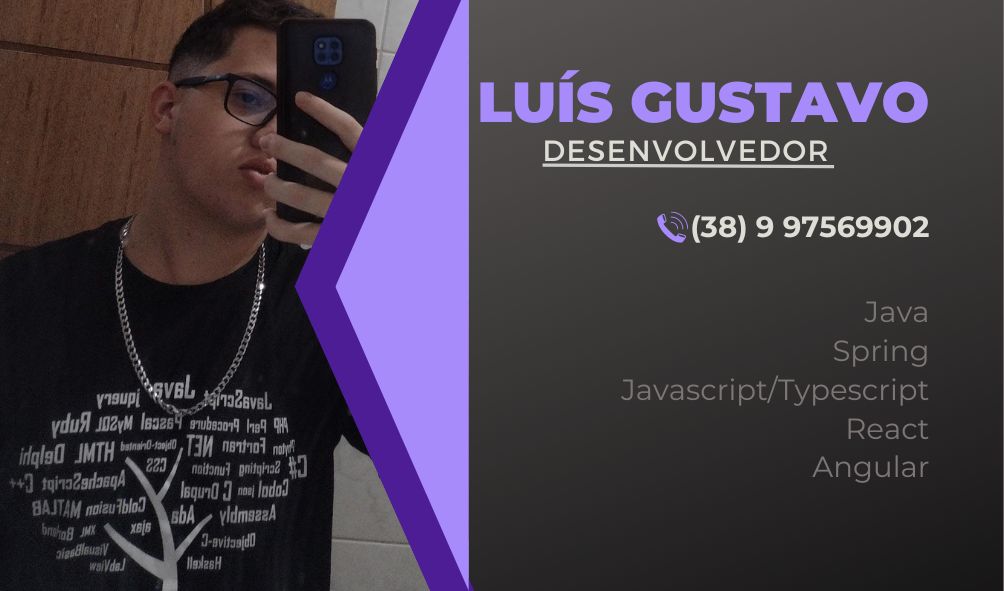 LUÍS GUSTAVO
DESENVOLVEDOR
(38) 9 97569902
Java
Spring
Javascript/Typescript
React
Angular
Java
jquery JavaScript
Ruby MySQL Pascal Procedure Perl PHP
Delphi HTML Object-Oriented .NET Fortran Phyton
CSS Function Scripting C#
C++ ApacheScript Drupal C json Cobol
MATLAB ColdFusion Ada Assembly
Borland XML ajax
VisualBasic Objective-C
LabView Haskell